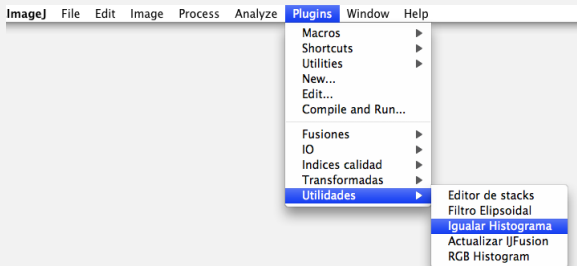 ImageJ File Edit Image Process Analyze Plugins Window Help
Macros
Shortcuts
Utilities
New...
Edit...
Compile and Run...
Fusiones
IO
Indices calidad
Transformadas
Utilidades
Editor de stacks
Filtro Elipsoidal
Igualar Histograma
Actualizar IJFusion
RGB Histogram